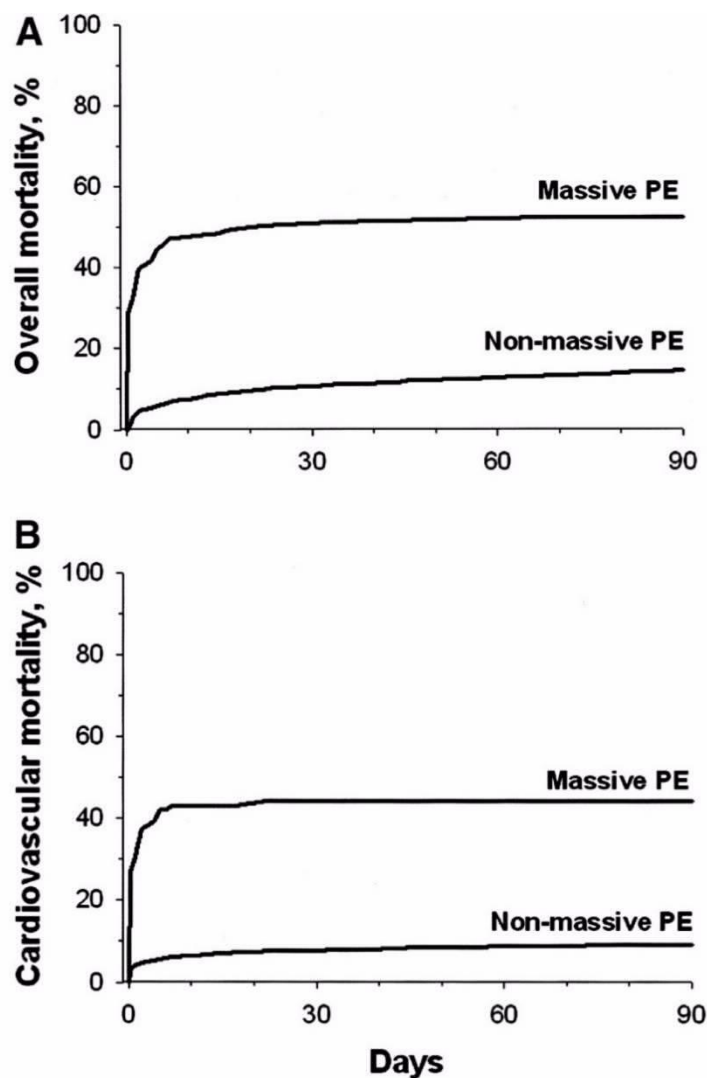 A
Overall mortality, %
100
80
60
40
20
0
Massive PE
Non-massive PE
0 30 60 90
B
Cardiovascular mortality, %
100
80
60
40
20
0
Massive PE
Non-massive PE
0 30 60 90
Days